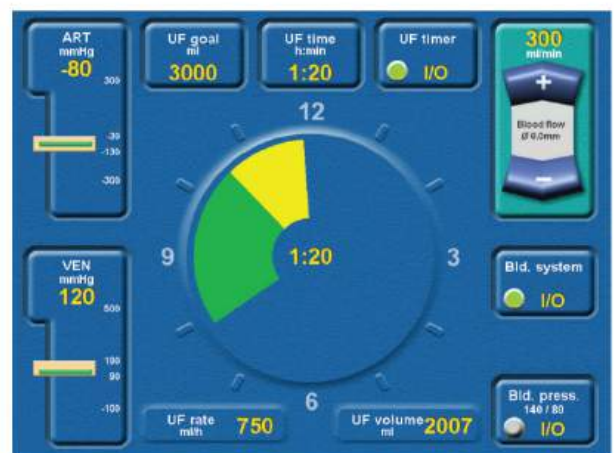 ART
mmHg
-80
300
-30
-130
-300
UF goal
ml
3000
UF time
h:min
1:20
UF timer
I/O
300
ml/min
+
Blood flow
Ø 8,0mm
−
12
9
3
6
1:20
VEN
mmHg
120
500
190
90
-100
Bld. system
I/O
UF rate
ml/h
750
UF volume
ml
2007
Bld. press.
140 / 80
I/O